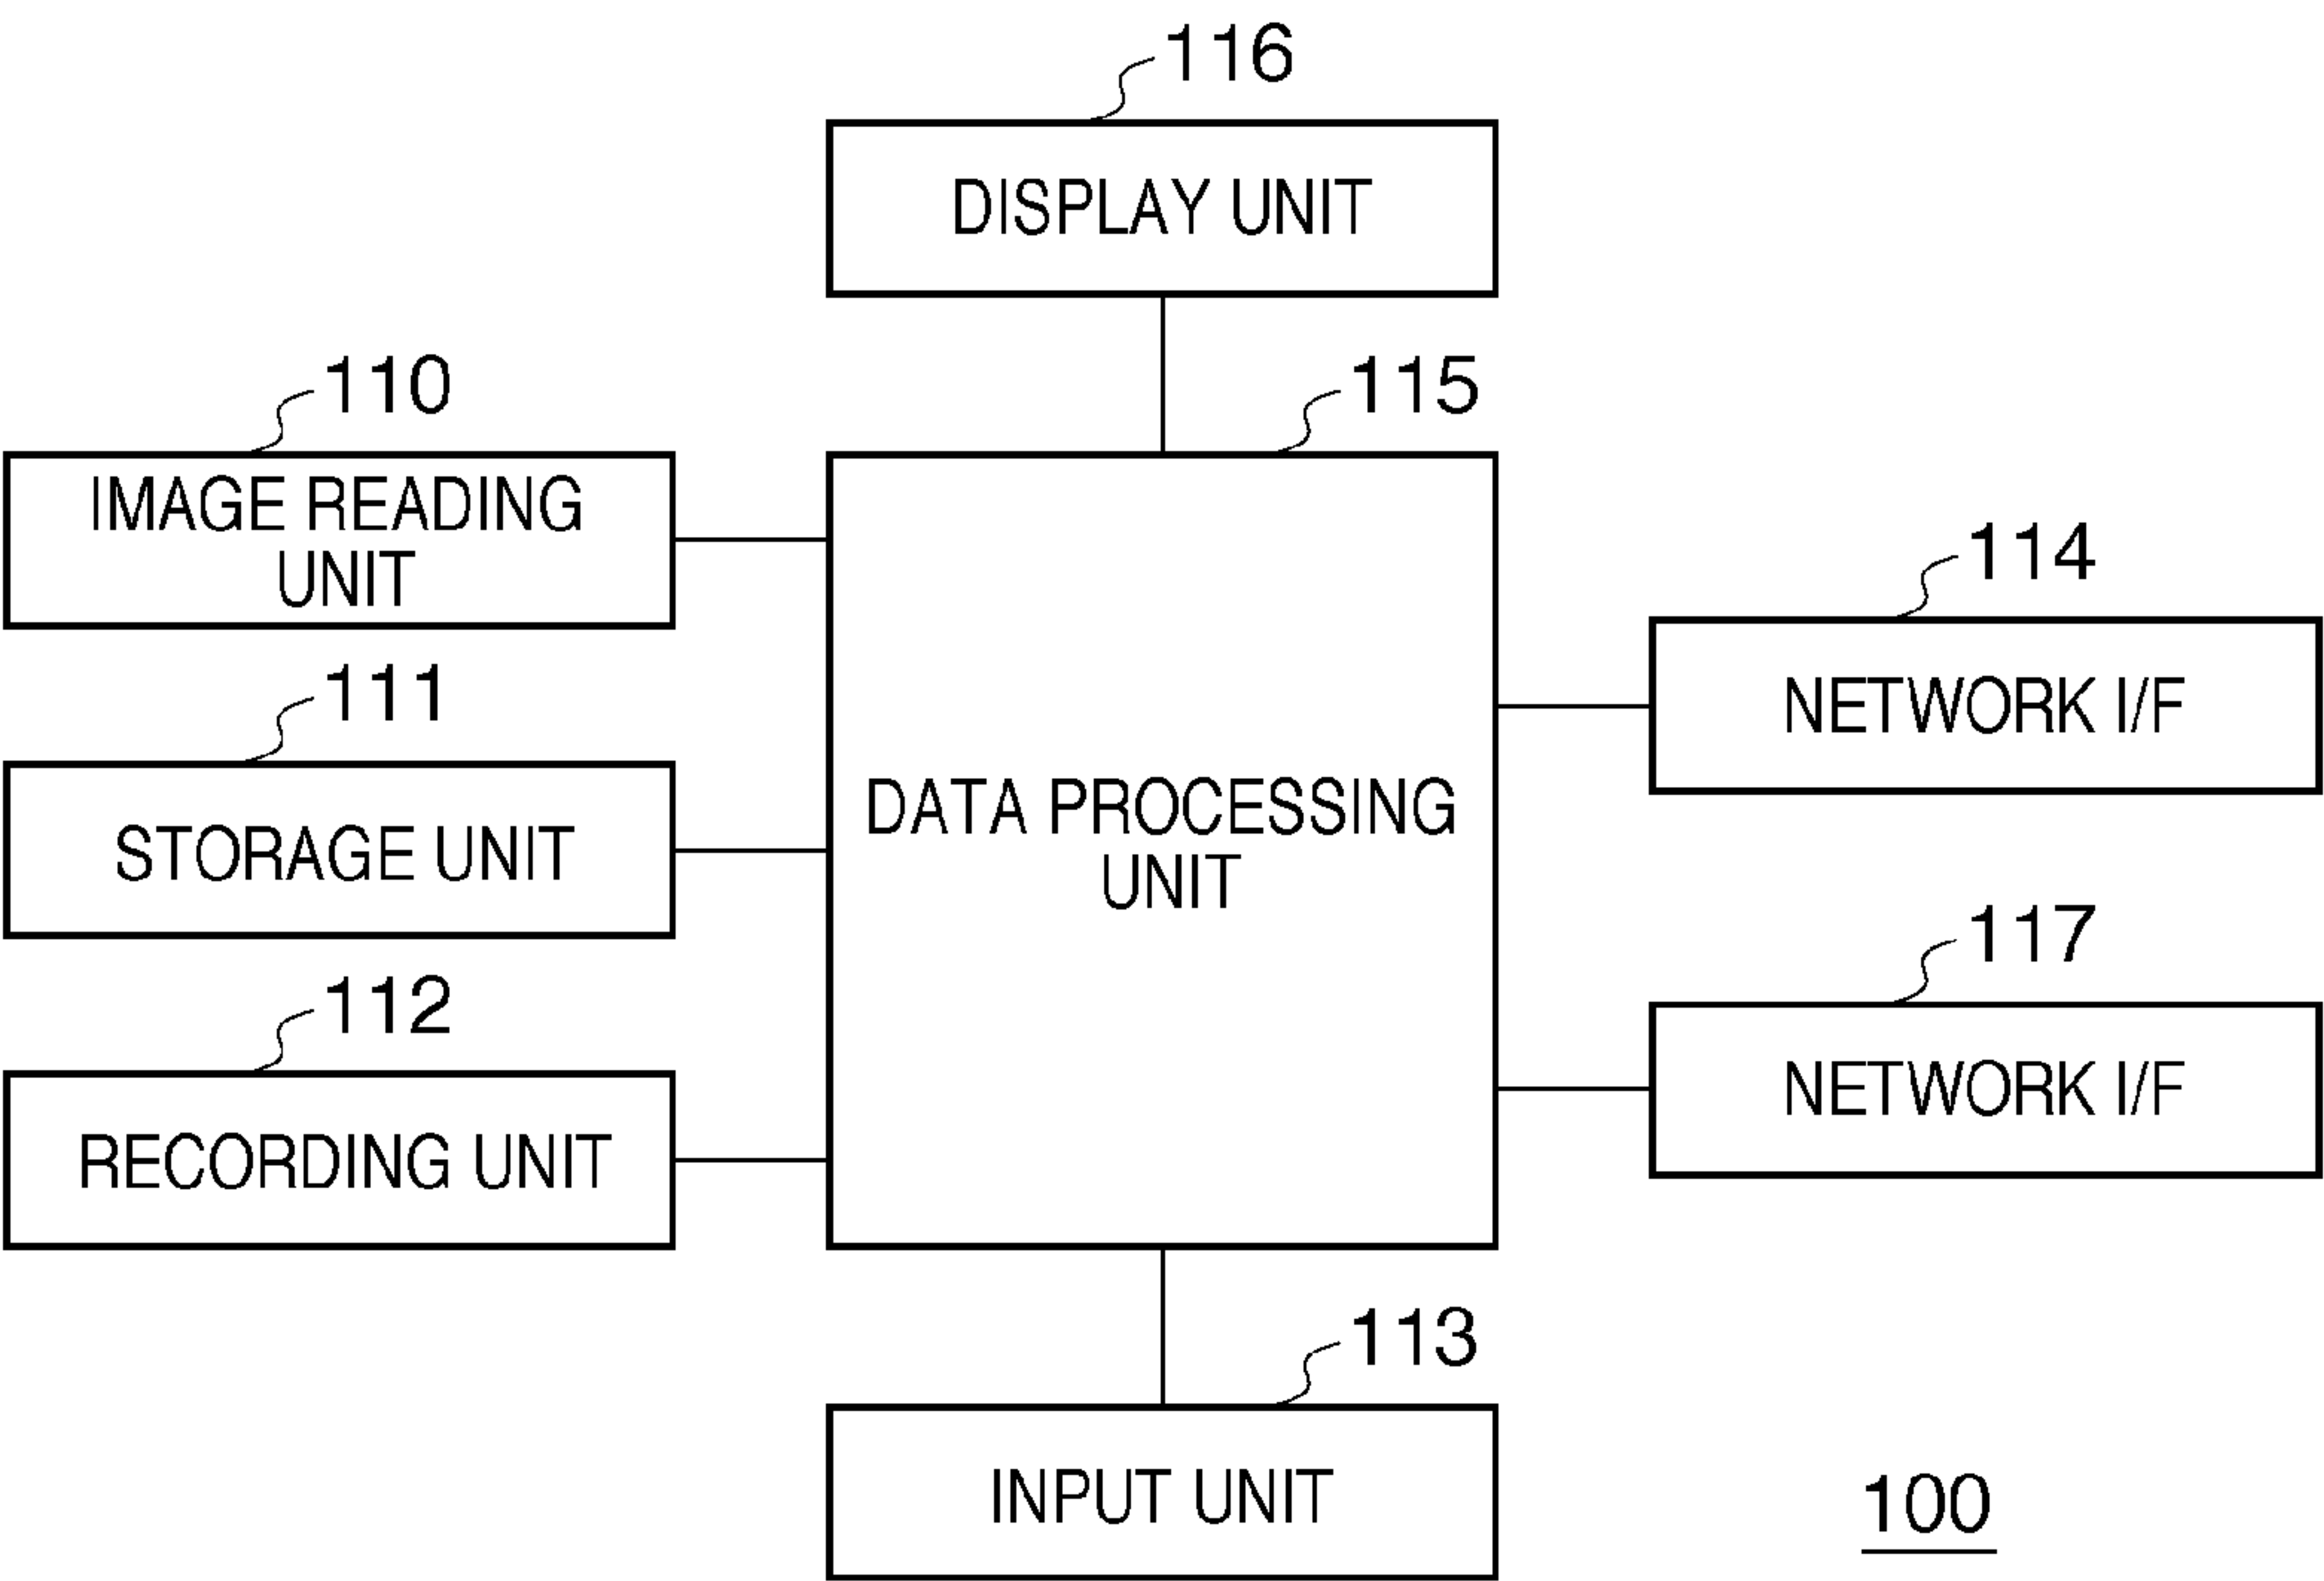 116
DISPLAY UNIT
110
115
IMAGE READING
UNIT
114
NETWORK I/F
111
STORAGE UNIT
DATA PROCESSING
UNIT
117
NETWORK I/F
112
RECORDING UNIT
113
INPUT UNIT
100